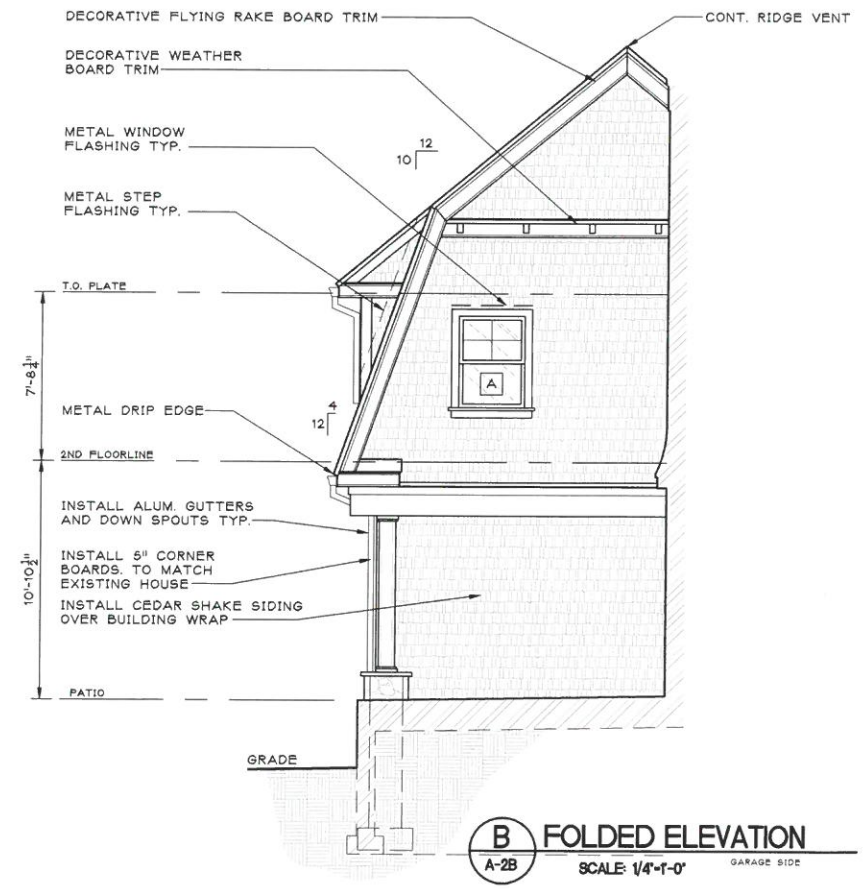 DECORATIVE FLYING RAKE BOARD TRIM
CONT. RIDGE VENT
DECORATIVE WEATHER
BOARD TRIM
12
10
METAL WINDOW
FLASHING TYP.
METAL STEP
FLASHING TYP.
T.O. PLATE
7'-8¼"
A
4
12
METAL DRIP EDGE
2ND FLOORLINE
INSTALL ALUM. GUTTERS
AND DOWN SPOUTS TYP.
INSTALL 5" CORNER
BOARDS. TO MATCH
EXISTING HOUSE
INSTALL CEDAR SHAKE SIDING
OVER BUILDING WRAP
10'-10½"
PATIO
GRADE
B
A-2B
FOLDED ELEVATION
SCALE: 1/4"=1'-0"
GARAGE SIDE